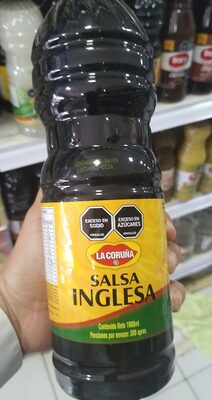 EXCESO EN SODIO
EXCESO EN AZÚCARES
LA CORUÑA
SALSA
INGLESA
Contenido Neto 1000ml
Porciones por envase: 200 aprox.